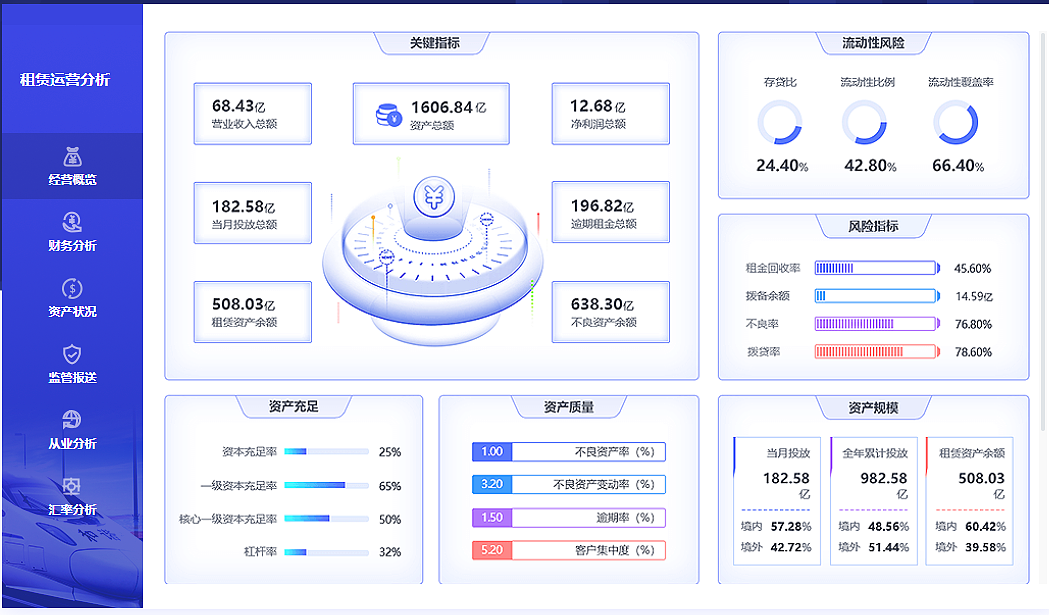 租赁运营分析
经营概览
财务分析
资产状况
监管报送
从业分析
汇率分析
关键指标
68.43亿
营业收入总额
1606.84亿
资产总额
12.68亿
净利润总额
182.58亿
当月投放总额
196.82亿
逾期租金总额
508.03亿
租赁资产余额
638.30亿
不良资产余额
流动性风险
存贷比
流动性比例
流动性覆盖率
24.40%
42.80%
66.40%
风险指标
租金回收率
45.60%
拨备余额
14.59亿
不良率
76.80%
拨贷率
78.60%
资产充足
资本充足率
25%
一级资本充足率
65%
核心一级资本充足率
50%
杠杆率
32%
资产质量
1.00
不良资产率（%）
3.20
不良资产变动率（%）
1.50
逾期率（%）
5.20
客户集中度（%）
资产规模
当月投放
182.58
亿
境内 57.28%
境外 42.72%
全年累计投放
982.58
亿
境内 48.56%
境外 51.44%
租赁资产余额
508.03
亿
境内 60.42%
境外 39.58%